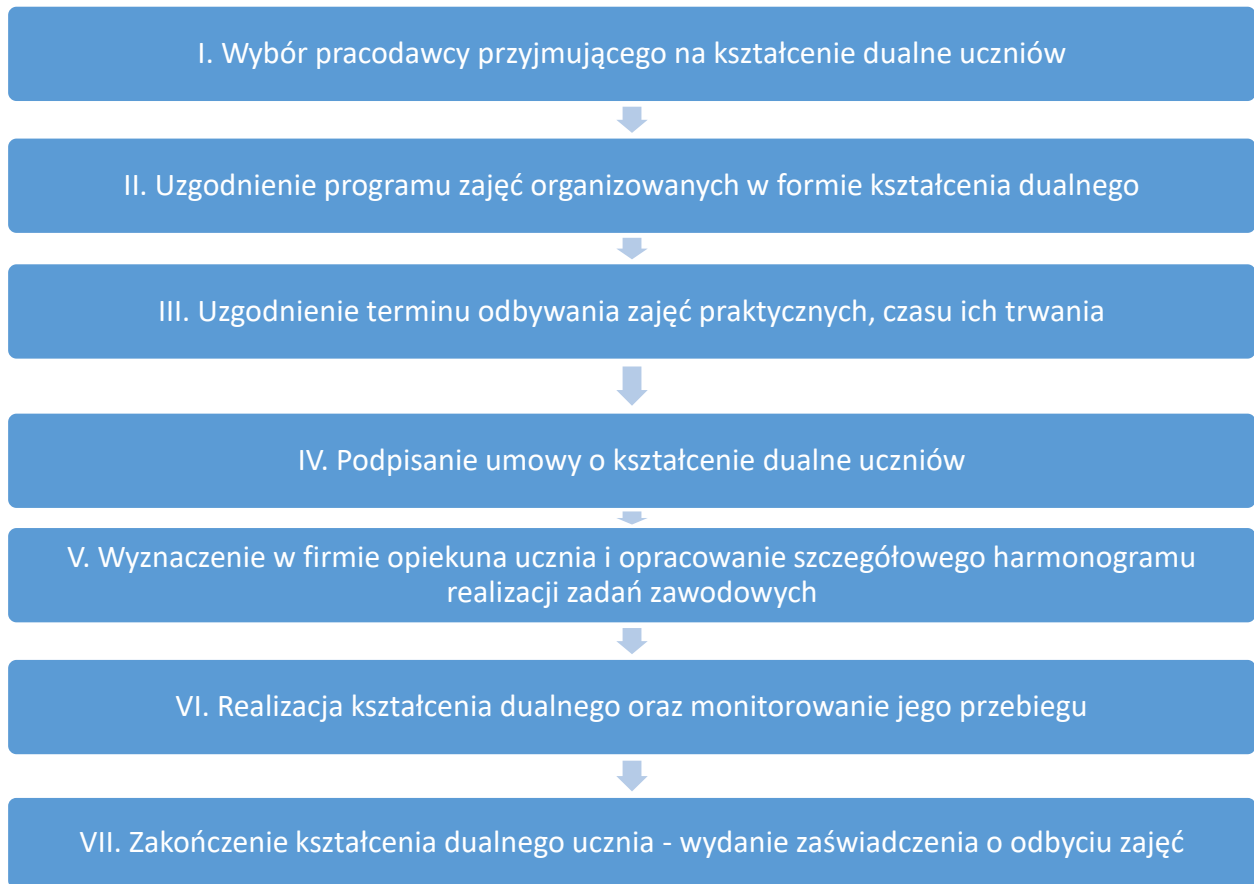 I. Wybór pracodawcy przyjmującego na kształcenie dualne uczniów
II. Uzgodnienie programu zajęć organizowanych w formie kształcenia dualnego
III. Uzgodnienie terminu odbywania zajęć praktycznych, czasu ich trwania
IV. Podpisanie umowy o kształcenie dualne uczniów
V. Wyznaczenie w firmie opiekuna ucznia i opracowanie szczegółowego harmonogramu
realizacji zadań zawodowych
VI. Realizacja kształcenia dualnego oraz monitorowanie jego przebiegu
VII. Zakończenie kształcenia dualnego ucznia - wydanie zaświadczenia o odbyciu zajęć